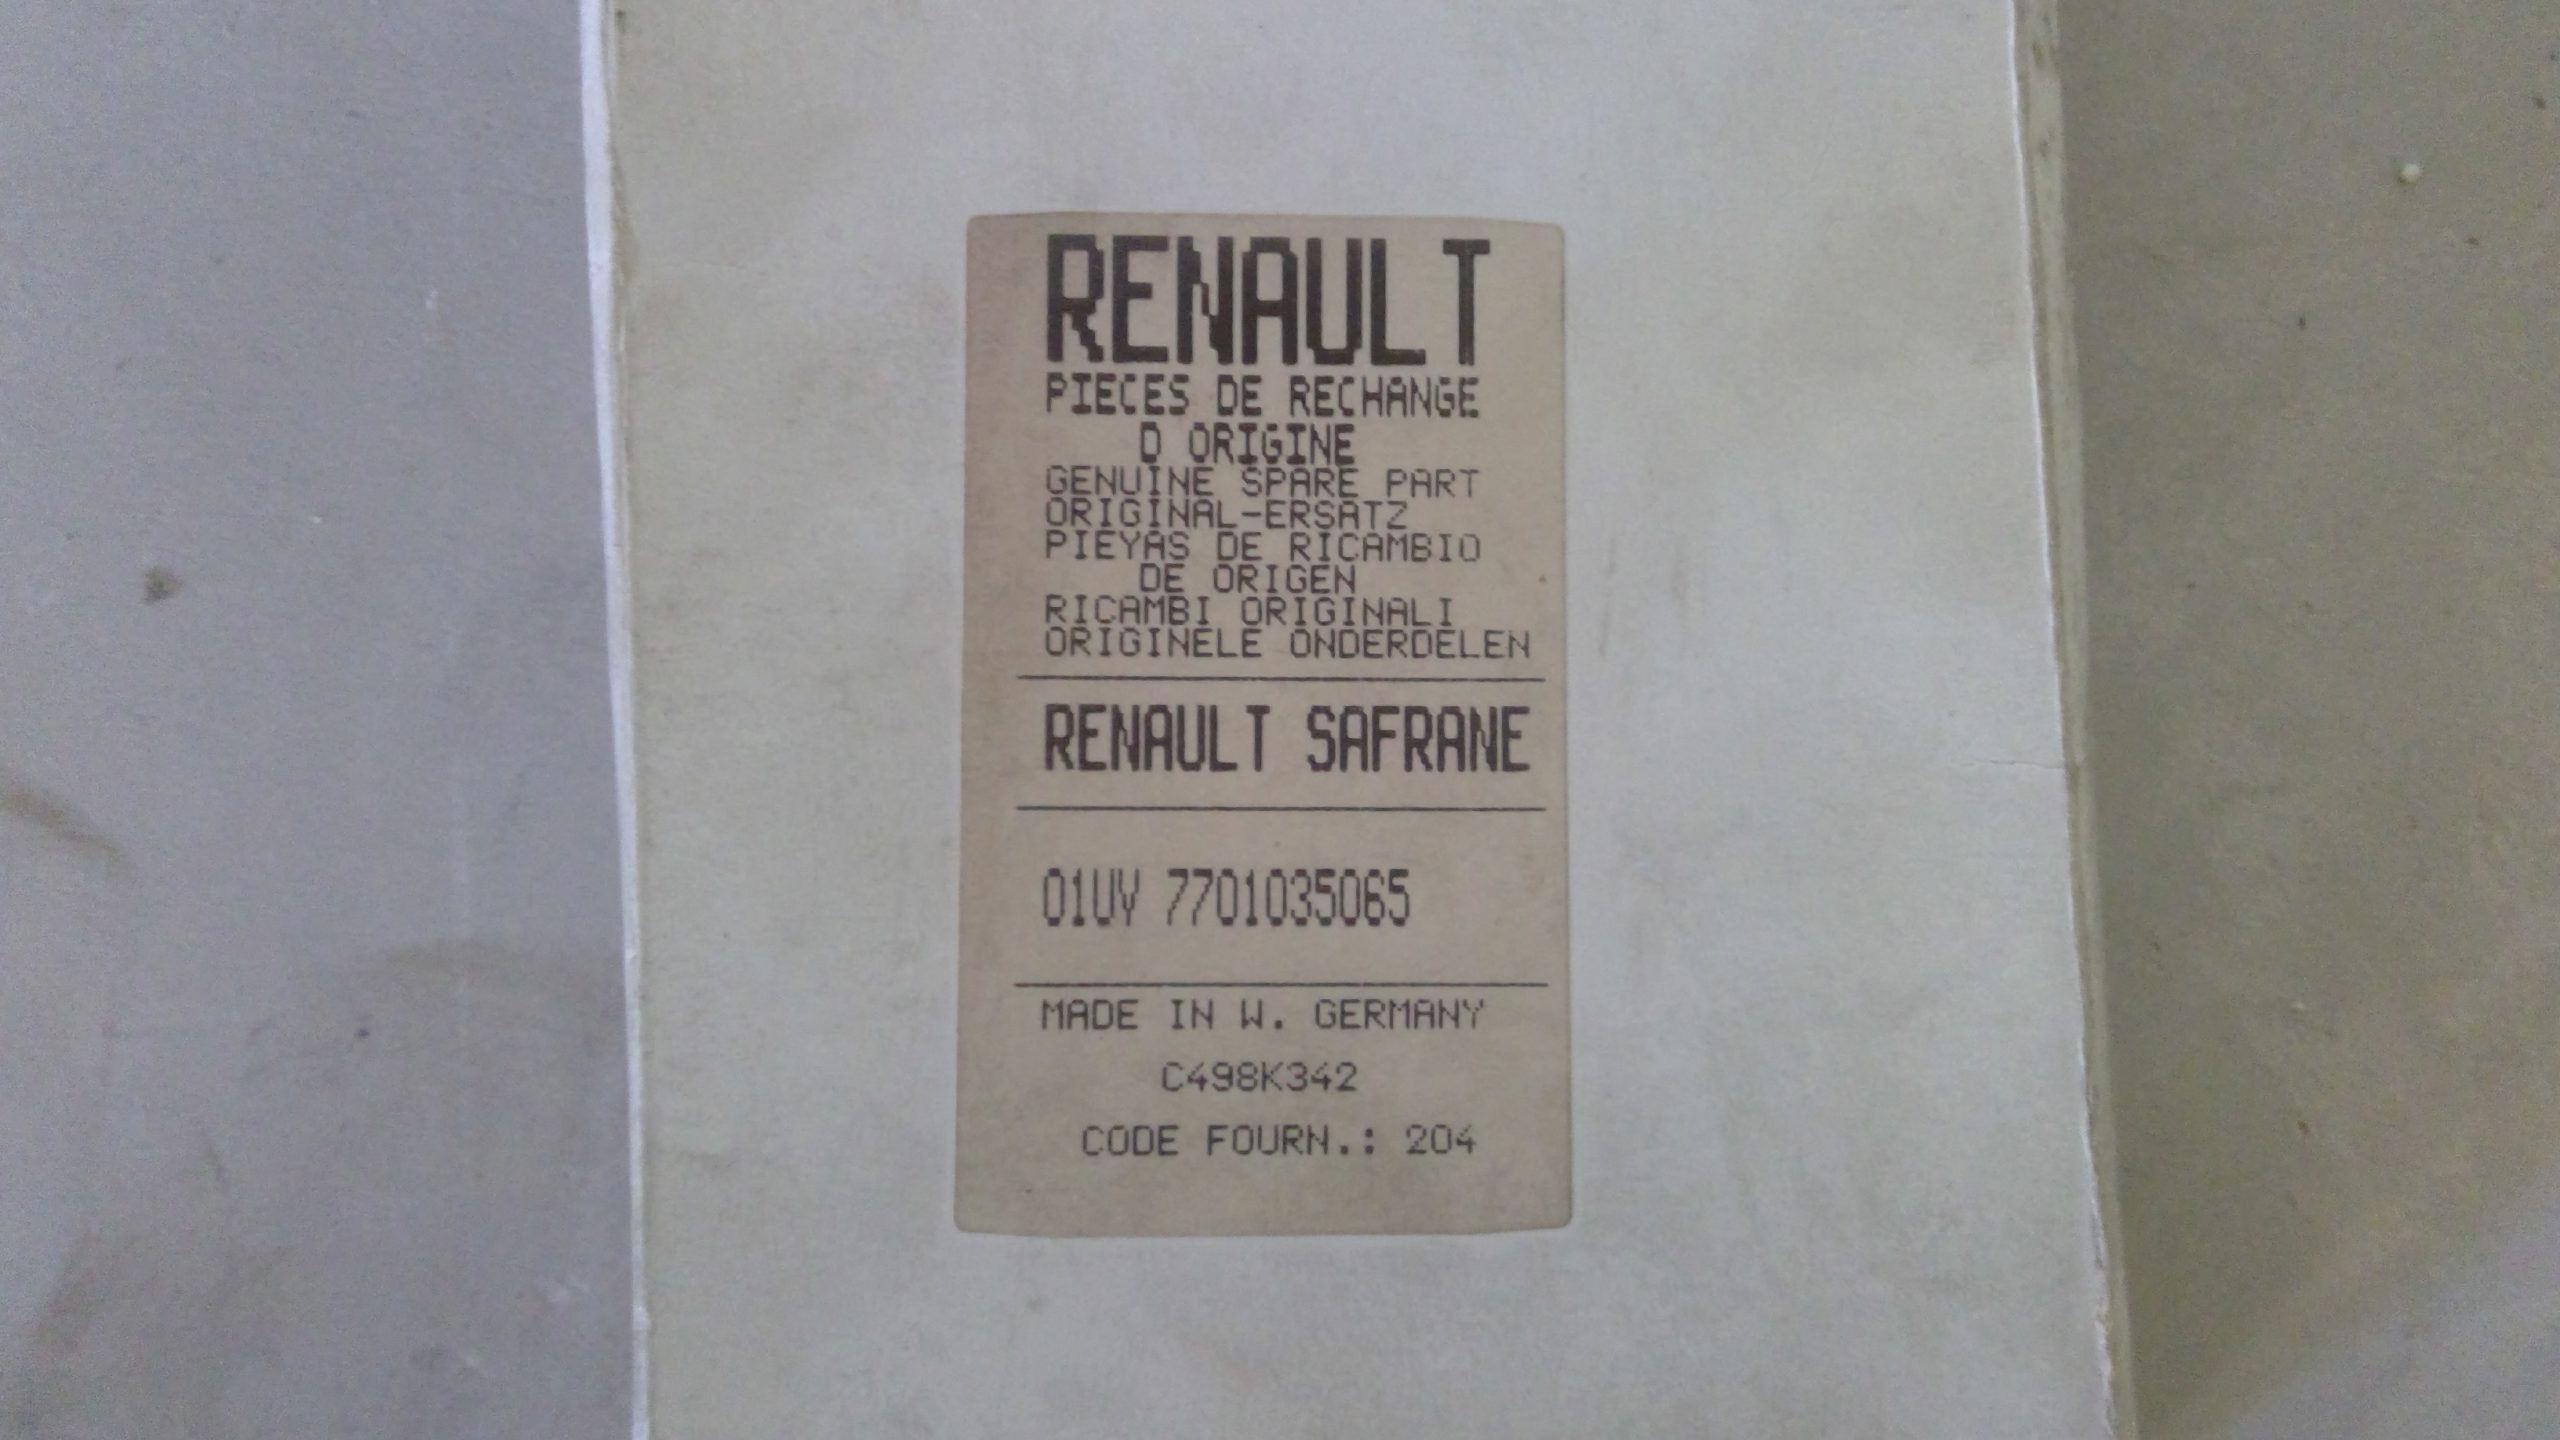 RENAULT
PIECES DE RECHANGE
D ORIGINE
GENUINE SPARE PART
ORIGINAL-ERSATZ
PIEYAS DE RICAMBIO
DE ORIGEN
RICAMBI ORIGINALI
ORIGINELE ONDERDELEN
RENAULT SAFRANE
01UY 7701035065
MADE IN W. GERMANY
C498K342
CODE FOURN.: 204